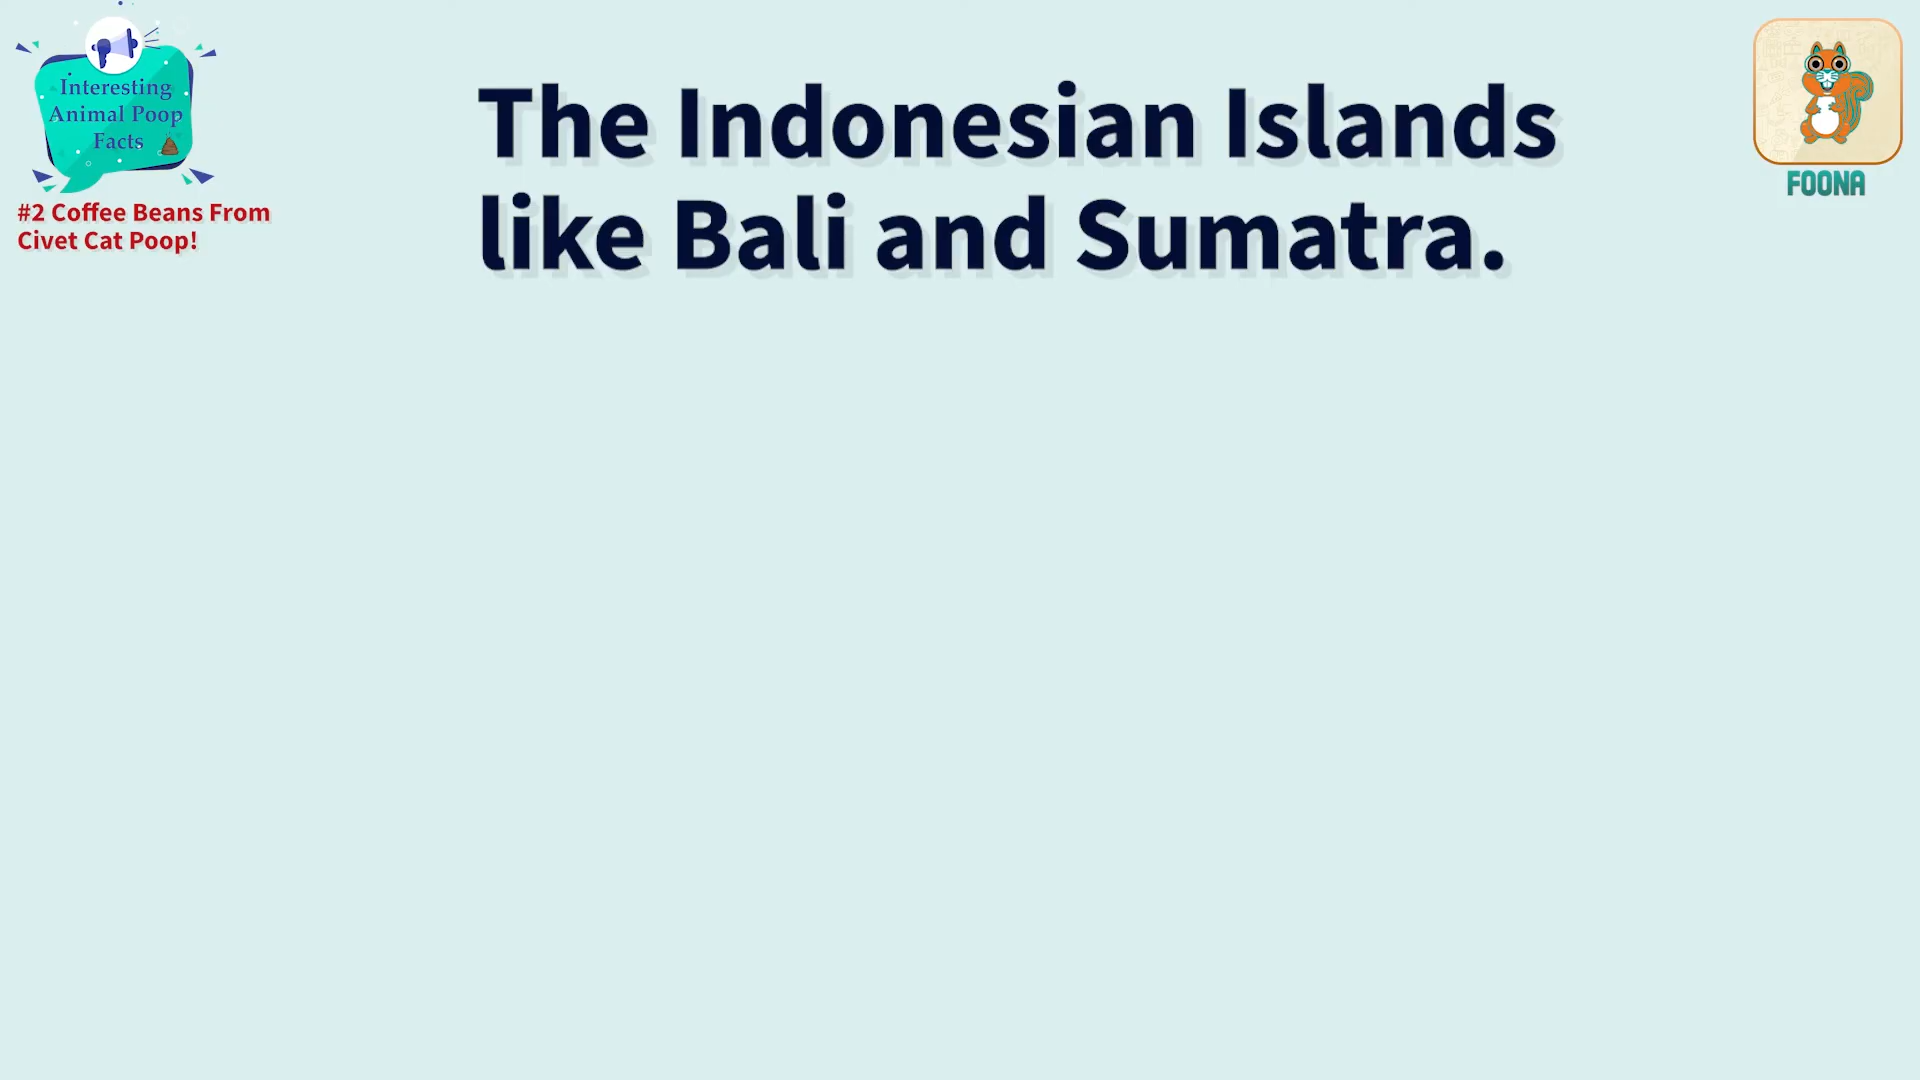 Interesting
Animal Poop
Facts
#2 Coffee Beans From
Civet Cat Poop!
The Indonesian Islands
like Bali and Sumatra.
FOONA